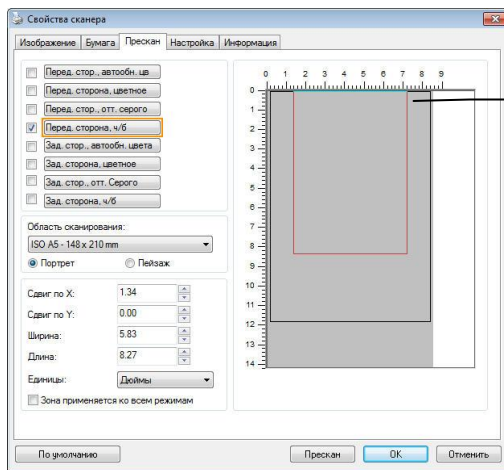 Свойства сканера
Изображение Бумага Прескан Настройка Информация
Перед. стор., автообн. цв
Перед. сторона, цветное
Перед. стор., отт. серого
Перед. сторона, ч/б
Зад. стор., автообн. цвета
Зад. сторона, цветное
Зад. стор., отт. Серого
Зад. сторона, ч/б
Область сканирования:
ISO A5 - 148 x 210 mm
Портрет Пейзаж
Сдвиг по X: 1.34
Сдвиг по Y: 0.00
Ширина: 5.83
Длина: 8.27
Единицы: Дюймы
Зона применяется ко всем режимам
0 1 2 3 4 5 6 7 8 9
0
1
2
3
4
5
6
7
8
9
10
11
12
13
14
По умолчанию Прескан OK Отменить